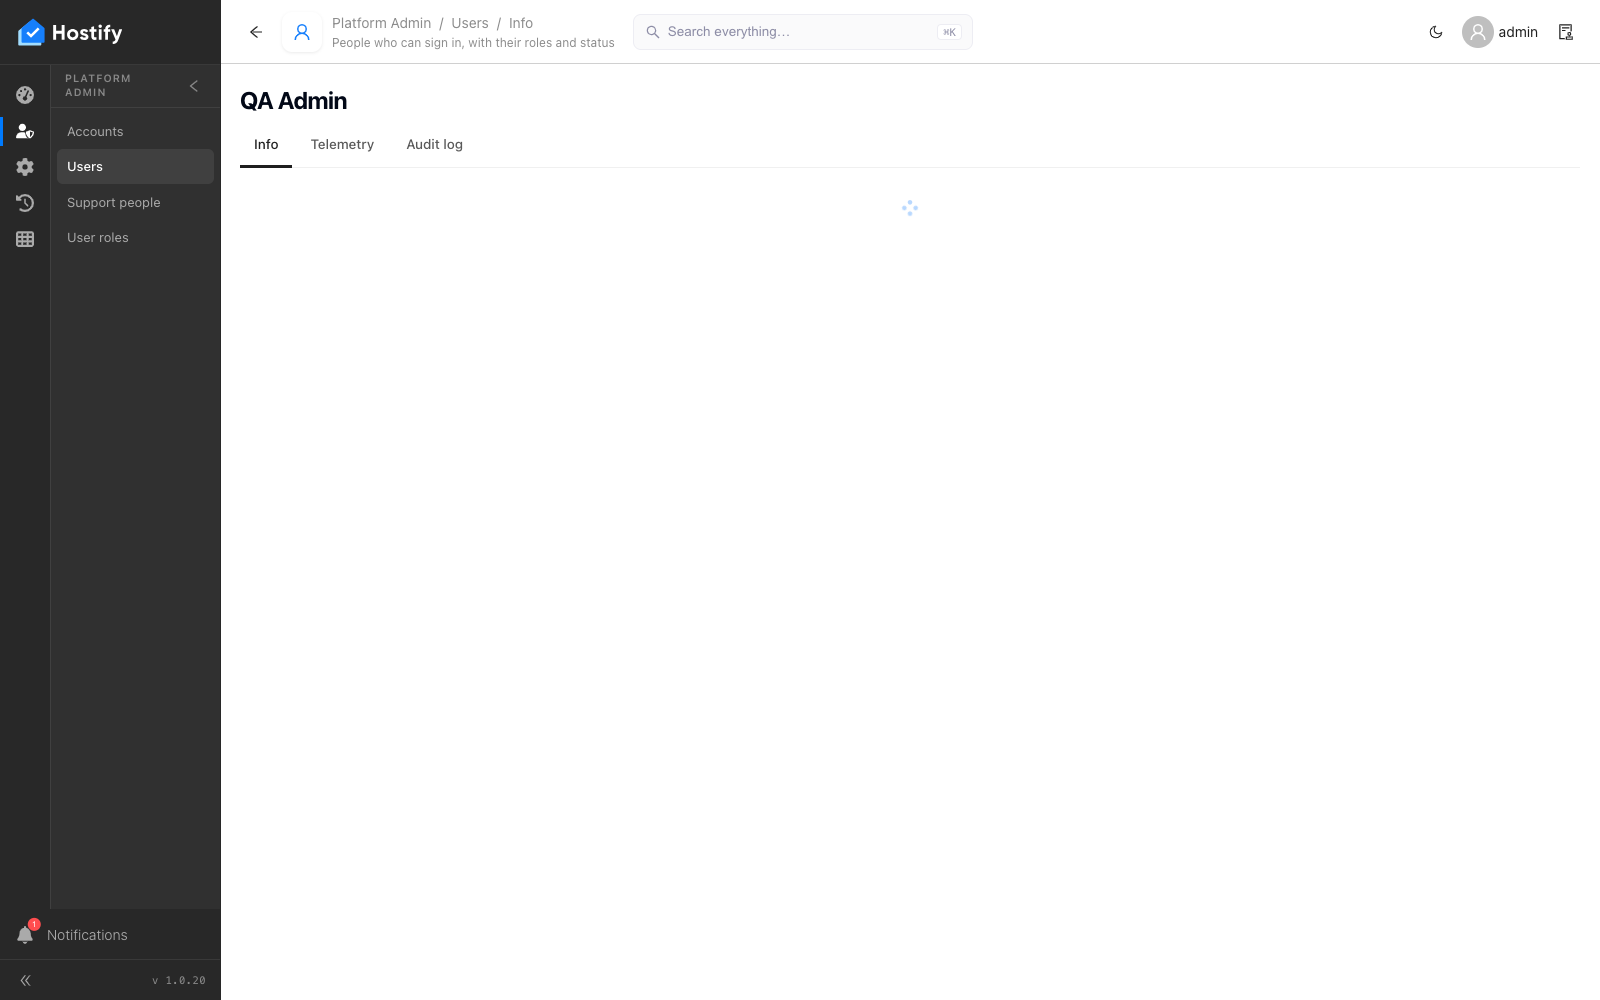 Hostify
PLATFORM
ADMIN
Accounts
Users
Support people
User roles
Notifications
1
v 1.0.20
Platform Admin / Users / Info
People who can sign in, with their roles and status
Search everything...
⌘K
admin
QA Admin
Info
Telemetry
Audit log